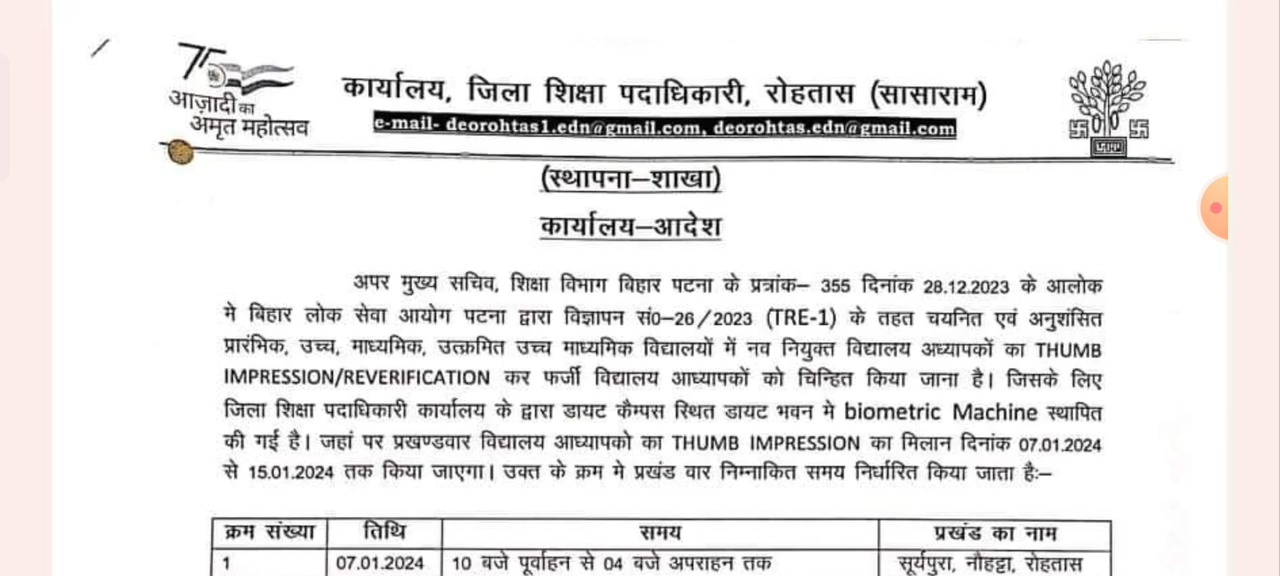 आज़ादी का
अमृत महोत्सव
कार्यालय, जिला शिक्षा पदाधिकारी, रोहतास (सासाराम)
e-mail- deorohtas1.edn@gmail.com, deorohtas.edn@gmail.com
(स्थापना–शाखा)
कार्यालय–आदेश
अपर मुख्य सचिव, शिक्षा विभाग बिहार पटना के प्रत्रांक– 355 दिनांक 28.12.2023 के आलोक
मे बिहार लोक सेवा आयोग पटना द्वारा विज्ञापन सं0–26/2023 (TRE-1) के तहत चयनित एवं अनुशंसित
प्रारंभिक, उच्च, माध्यमिक, उत्क्रमित उच्च माध्यमिक विद्यालयों में नव नियुक्त विद्यालय अध्यापकों का THUMB
IMPRESSION/REVERIFICATION कर फर्जी विद्यालय आध्यापकों को चिन्हित किया जाना है। जिसके लिए
जिला शिक्षा पदाधिकारी कार्यालय के द्वारा डायट कैम्पस स्थित डायट भवन मे biometric Machine स्थापित
की गई है। जहां पर प्रखण्डवार विद्यालय आध्यापको का THUMB IMPRESSION का मिलान दिनांक 07.01.2024
से 15.01.2024 तक किया जाएगा। उक्त के क्रम मे प्रखंड वार निम्नाकित समय निर्धारित किया जाता है:–
क्रम संख्या तिथि समय प्रखंड का नाम
1 07.01.2024 10 बजे पूर्वाहन से 04 बजे अपराहन तक सूर्यपुरा, नौहट्टा, रोहतास